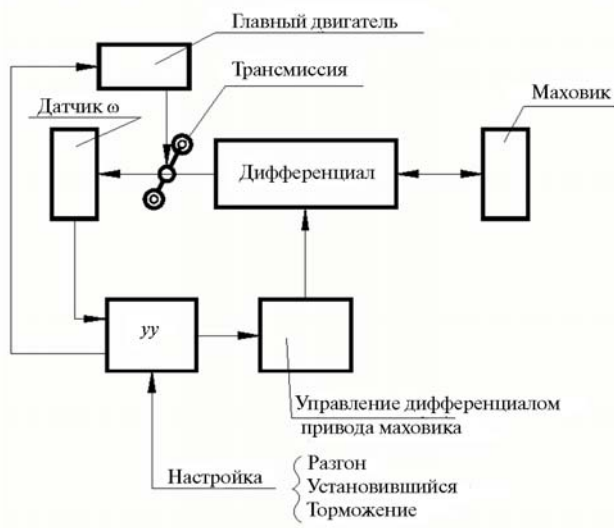 Главный двигатель
Трансмиссия
Датчик ω
Маховик
Дифференциал
уу
Управление дифференциалом
привода маховика
Настройка
Разгон
Установившийся
Торможение